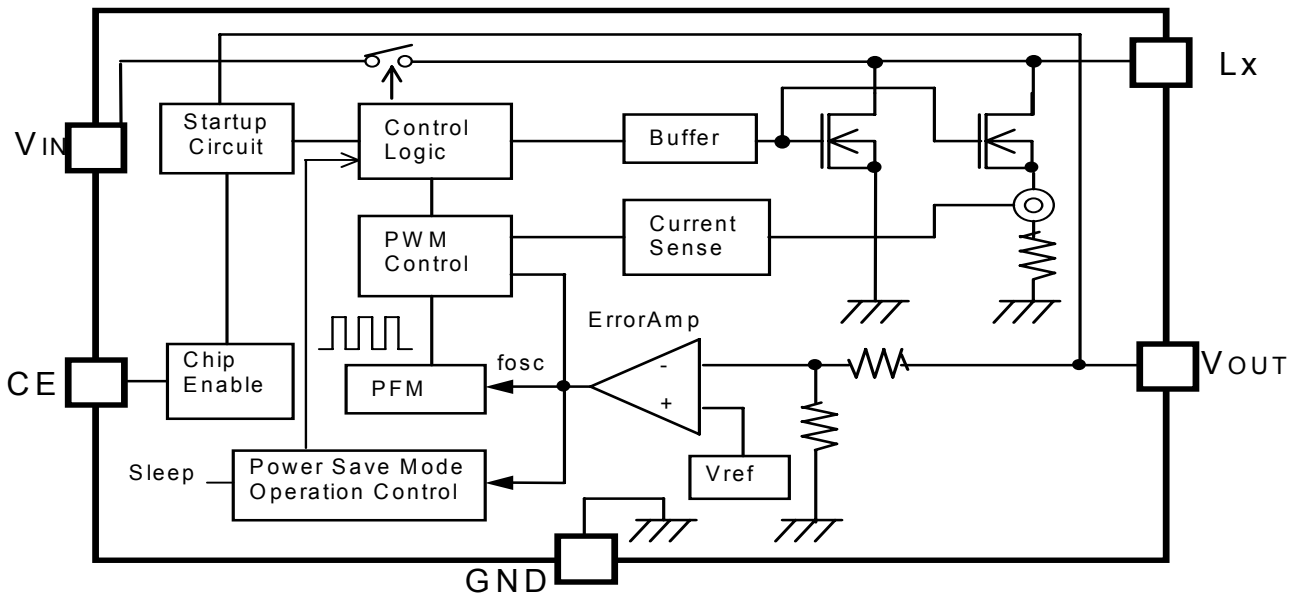 Lx
Startup
Circuit
Control
Logic
Buffer
VIN
PWM
Control
Current
Sense
ErrorAmp
Chip
Enable
CE
fosc
PFM
-
+
VOUT
Sleep
Power Save Mode
Operation Control
Vref
GND